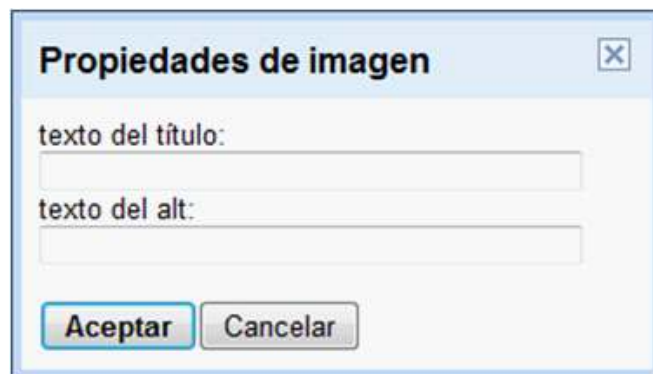 Propiedades de imagen
texto del título:
texto del alt:
Aceptar Cancelar